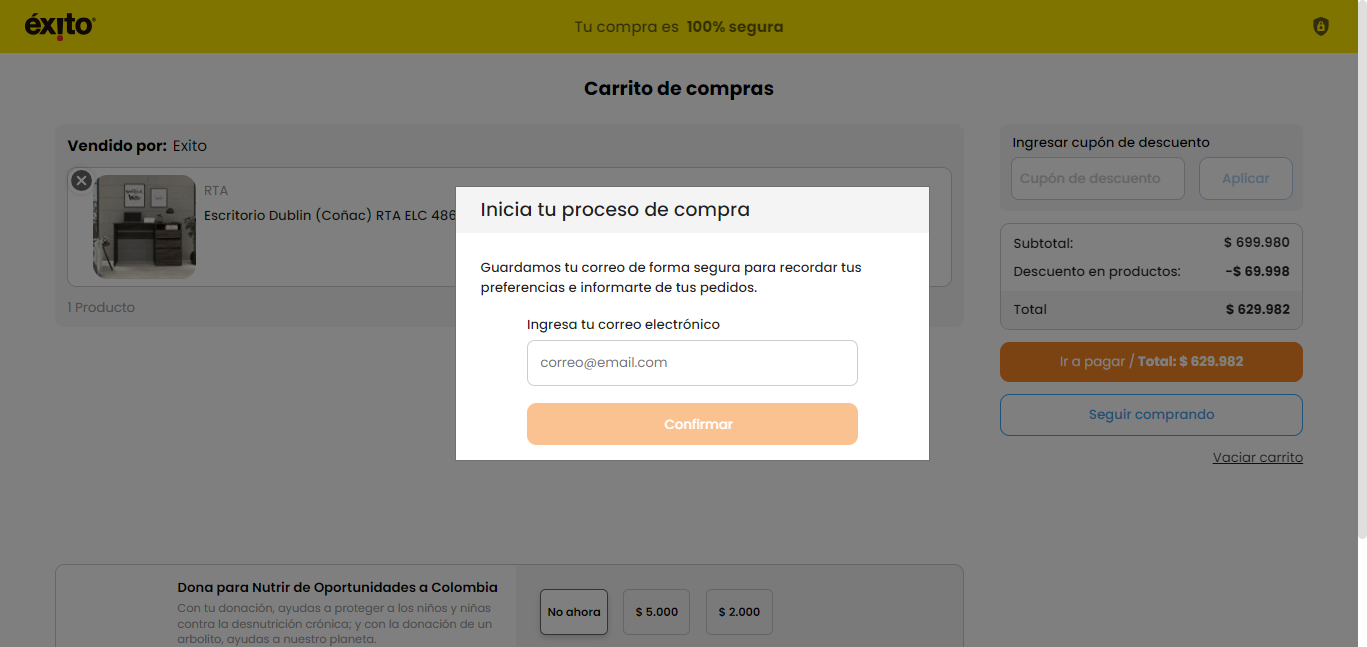 éxito
Tu compra es 100% segura
Carrito de compras
Vendido por: Exito
RTA
Escritorio Dublin (Coñac) RTA ELC 486
1 Producto
Ingresar cupón de descuento
Cupón de descuento
Aplicar
Subtotal: $ 699.980
Descuento en productos: -$ 69.998
Total $ 629.982
Ir a pagar / Total: $ 629.982
Seguir comprando
Vaciar carrito
Inicia tu proceso de compra
Guardamos tu correo de forma segura para recordar tus
preferencias e informarte de tus pedidos.
Ingresa tu correo electrónico
correo@email.com
Confirmar
Dona para Nutrir de Oportunidades a Colombia
Con tu donación, ayudas a proteger a los niños y niñas
contra la desnutrición crónica; y con la donación de un
arbolito, ayudas a nuestro planeta.
No ahora
$ 5.000
$ 2.000